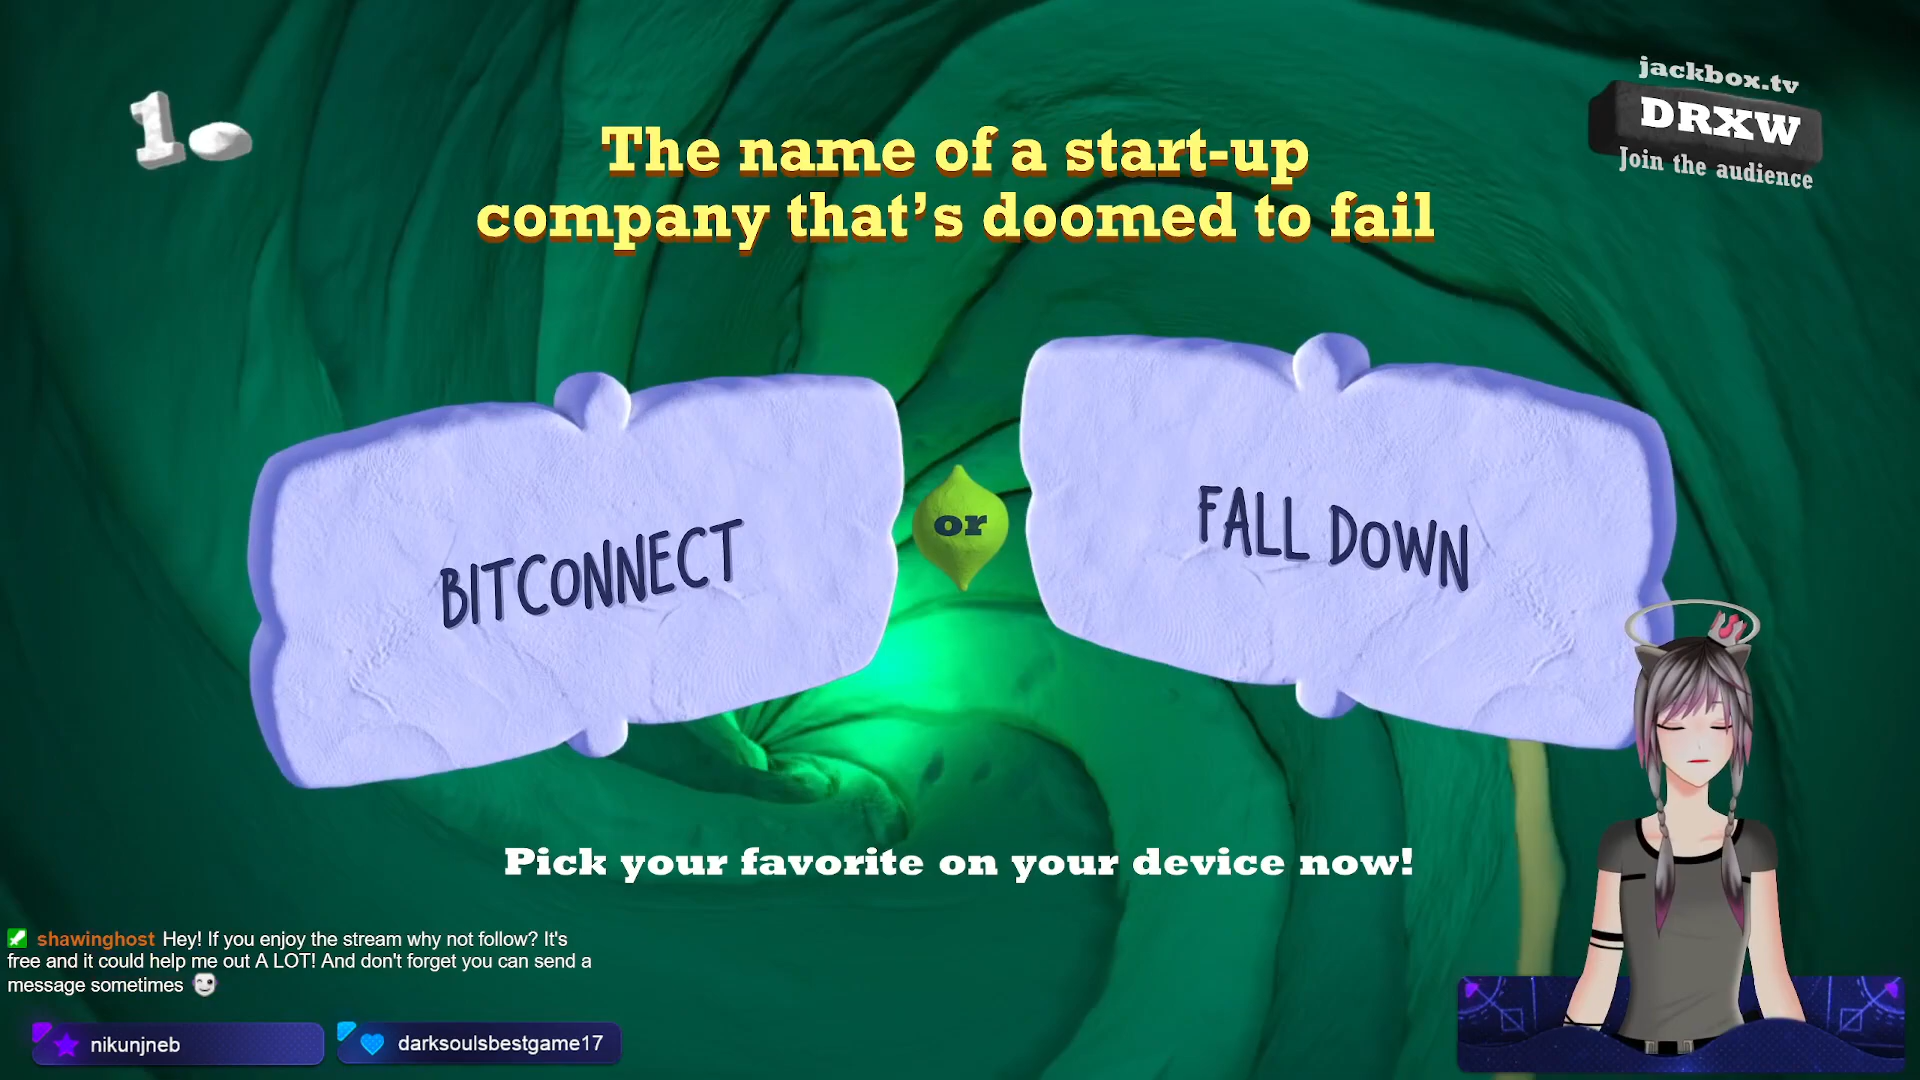 1.
jackbox.tv
DRXW
Join the audience
The name of a start-up
company that’s doomed to fail
BITCONNECT
or
FALL DOWN
Pick your favorite on your device now!
shawinghost Hey! If you enjoy the stream why not follow? It's
free and it could help me out A LOT! And don't forget you can send a
message sometimes
nikunjneb
darksoulsbestgame17